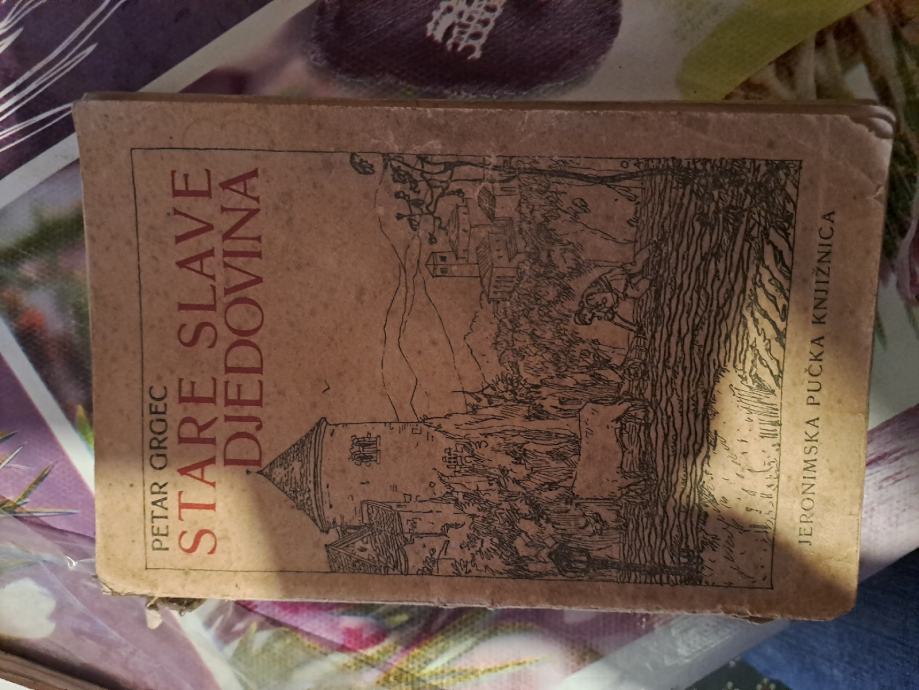 PETAR GRGEC
STARE SLAVE
DJEDOVINA
JERONIMSKA PUČKA KNJIŽNICA